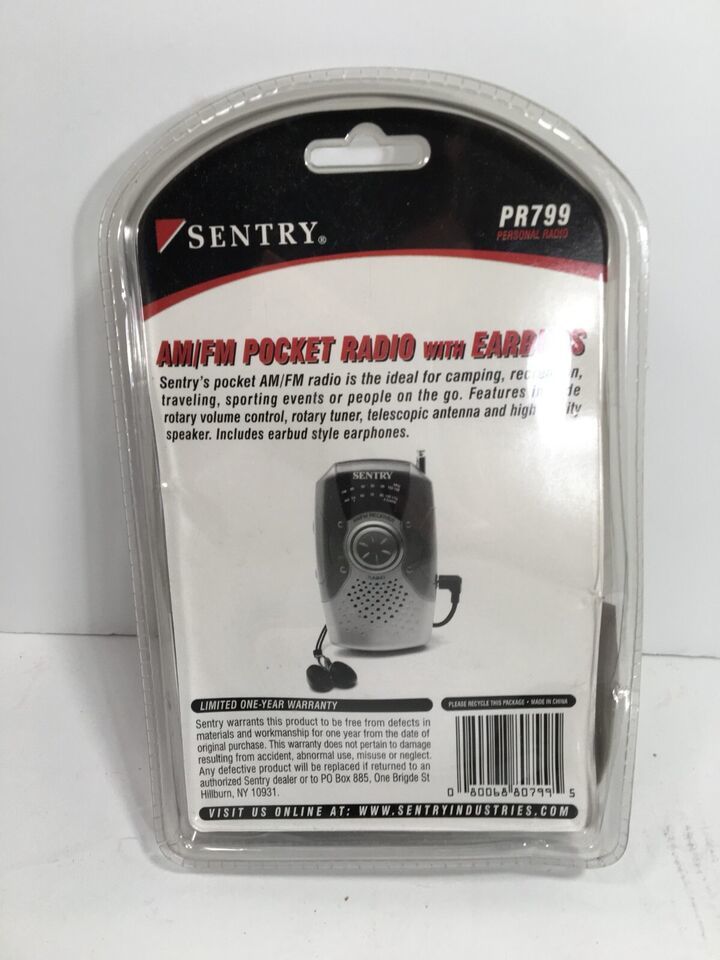 SENTRY®
PR799
PERSONAL RADIO
AM/FM POCKET RADIO WITH
Sentry's pocket AM/FM radio is the ideal for camping,
traveling, sporting events or people on the go. Features
rotary volume control, rotary tuner, telescopic antenna and
speaker. Includes earbud style earphones.
SENTRY
TUNING
LIMITED ONE-YEAR WARRANTY
Sentry warrants this product to be free from defects in
materials and workmanship for one year from the date of
original purchase. This warranty does not pertain to damage
resulting from accident, abnormal use, misuse or neglect.
Any defective product will be replaced if returned to an
authorized Sentry dealer or to PO Box 885, One Brigde St
Hillburn, NY 10931.
PLEASE RECYCLE THIS PACKAGE • MADE IN CHINA
0 80068 80799 5
VISIT US ONLINE AT: WWW.SENTRYINDUSTRIES.COM